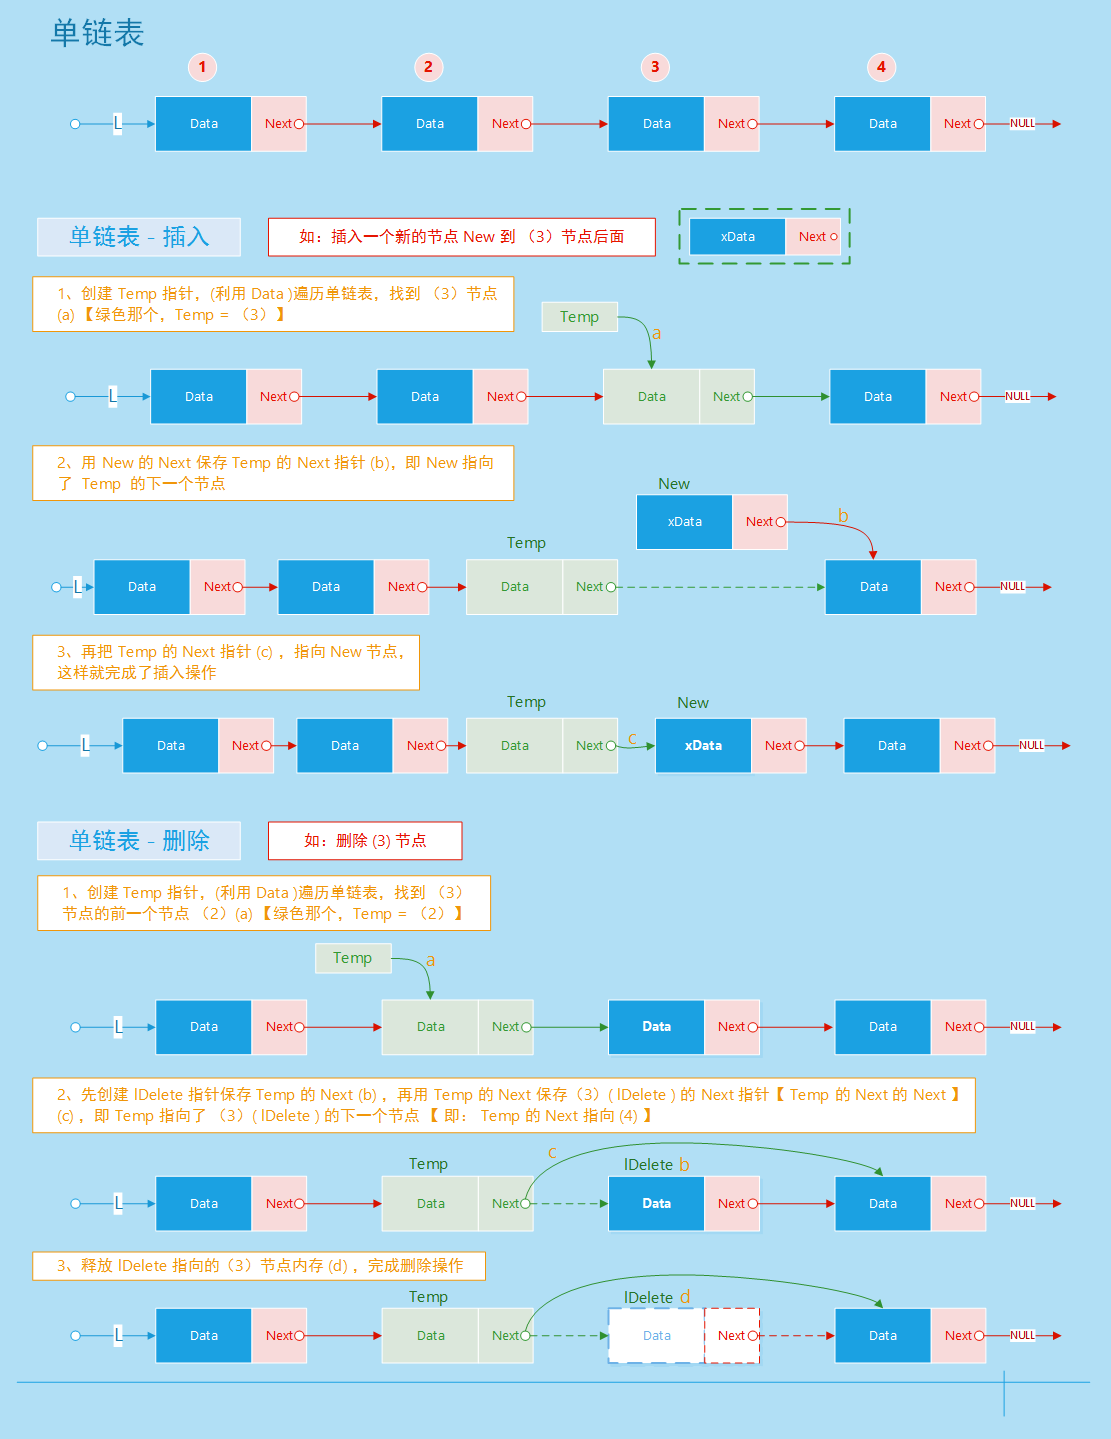 单链表
1 2 3 4
L Data Next Data Next Data Next Data Next NULL
单链表 - 插入 如：插入一个新的节点 New 到 （3）节点后面 xData Next
1、创建 Temp 指针，(利用 Data )遍历单链表，找到 （3）节点
(a) 【绿色那个，Temp = （3）】
Temp a
L Data Next Data Next Data Next Data Next NULL
2、用 New 的 Next 保存 Temp 的 Next 指针 (b)，即 New 指向
了 Temp 的下一个节点
New
xData Next b
Temp
L Data Next Data Next Data Next Data Next NULL
3、再把 Temp 的 Next 指针 (c) ，指向 New 节点，
这样就完成了插入操作
Temp New
L Data Next Data Next Data Next c xData Next Data Next NULL
单链表 - 删除 如：删除 (3) 节点
1、创建 Temp 指针，(利用 Data )遍历单链表，找到 （3）
节点的前一个节点 （2）(a) 【绿色那个，Temp = （2）】
Temp a
L Data Next Data Next Data Next Data Next NULL
2、先创建 lDelete 指针保存 Temp 的 Next (b) ，再用 Temp 的 Next 保存（3）( lDelete ) 的 Next 指针【 Temp 的 Next 的 Next 】
(c) ，即 Temp 指向了 （3）( lDelete ) 的下一个节点 【 即： Temp 的 Next 指向 (4) 】
Temp c lDelete b
L Data Next Data Next Data Next Data Next NULL
3、释放 lDelete 指向的（3）节点内存 (d) ，完成删除操作
Temp lDelete d
L Data Next Data Next Data Next Data Next NULL